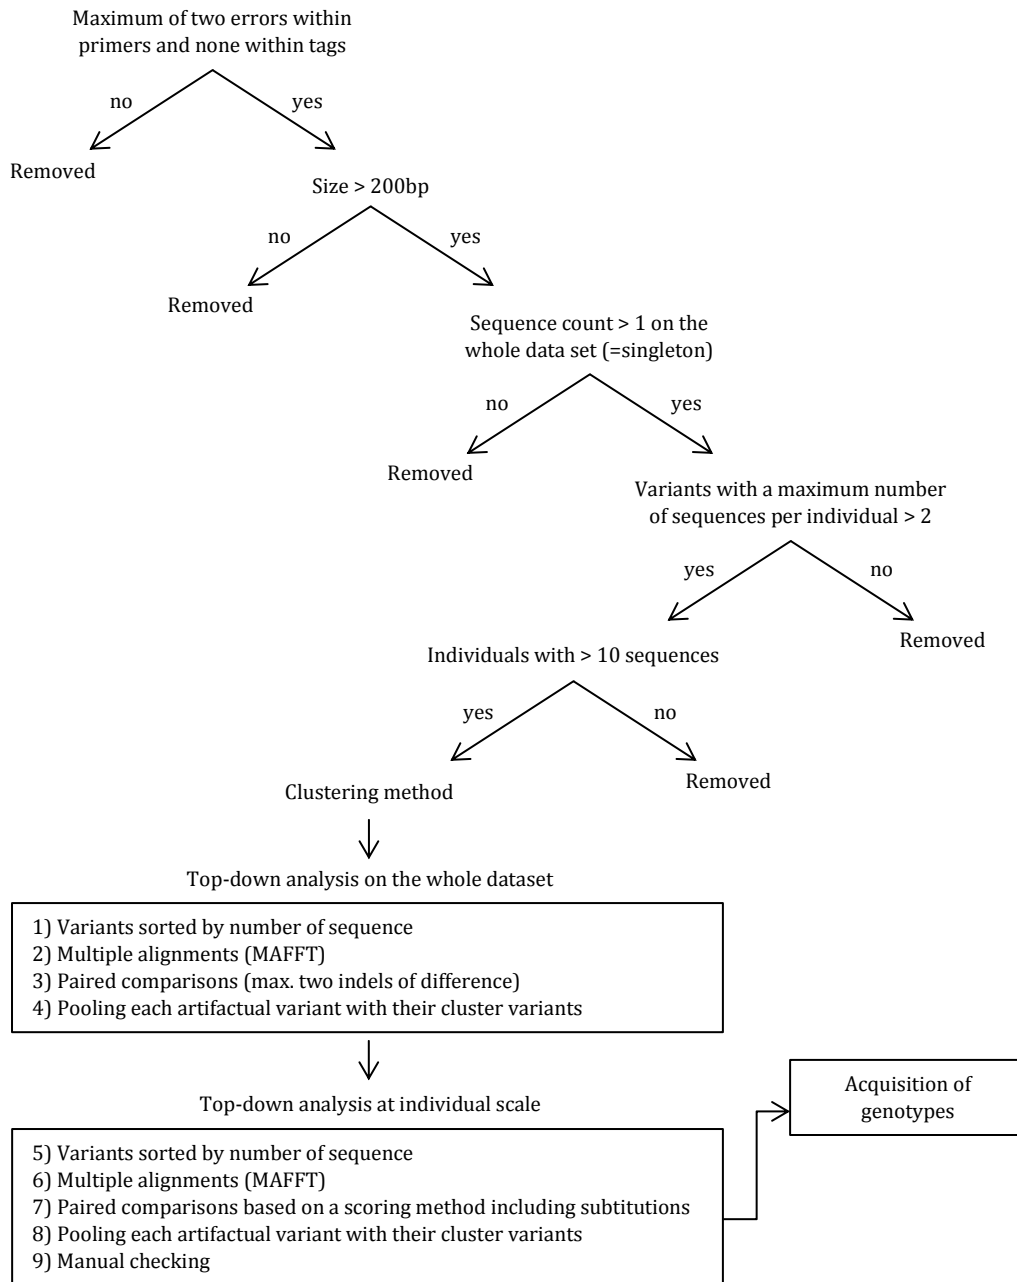 Maximum of two errors within
primers and none within tags
no
yes
Removed
Size > 200bp
no
yes
Removed
Sequence count > 1 on the
whole data set (=singleton)
no
yes
Removed
Variants with a maximum number
of sequences per individual > 2
yes
no
Removed
Individuals with > 10 sequences
yes
no
Removed
Clustering method
Top-down analysis on the whole dataset
1) Variants sorted by number of sequence
2) Multiple alignments (MAFFT)
3) Paired comparisons (max. two indels of difference)
4) Pooling each artifactual variant with their cluster variants
Top-down analysis at individual scale
5) Variants sorted by number of sequence
6) Multiple alignments (MAFFT)
7) Paired comparisons based on a scoring method including subtitutions
8) Pooling each artifactual variant with their cluster variants
9) Manual checking
Acquisition of
genotypes